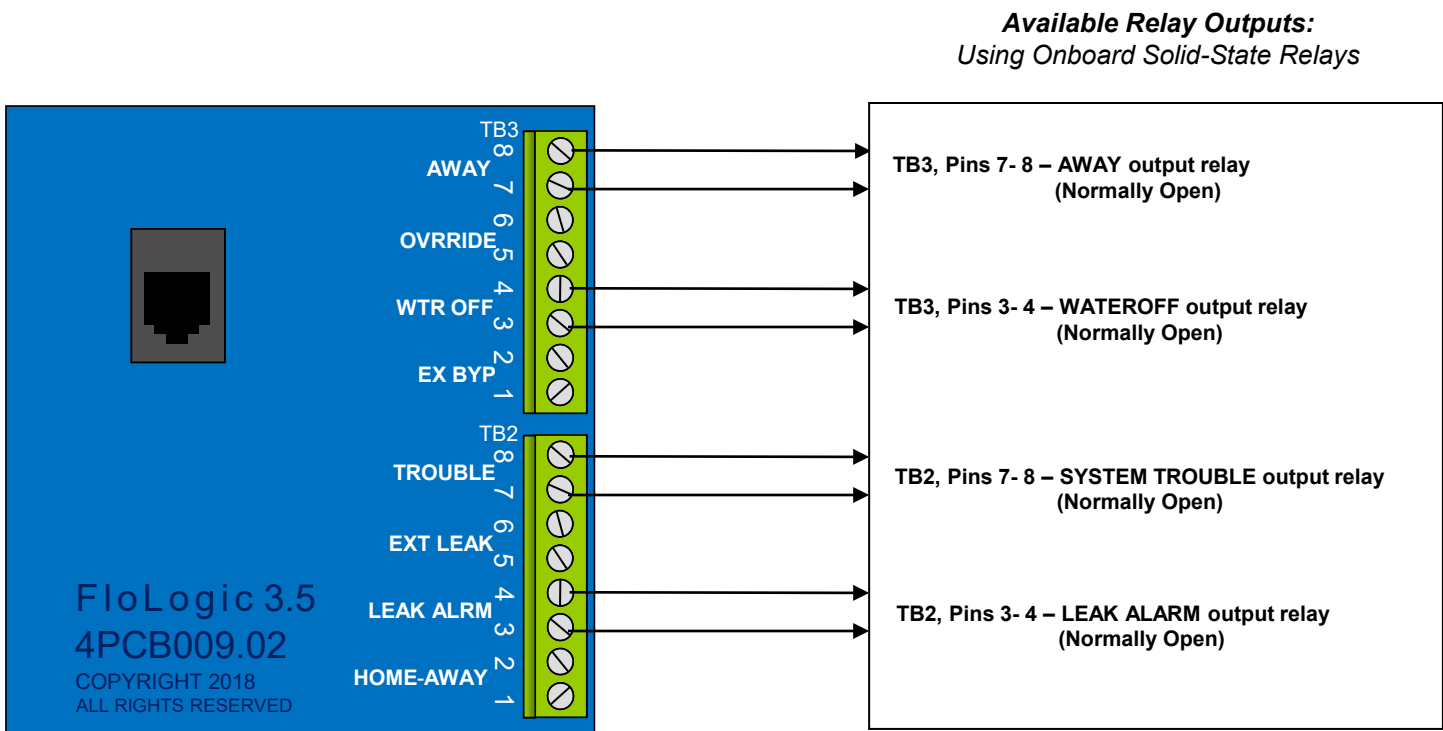 Available Relay Outputs:
Using Onboard Solid-State Relays
TB3
8
AWAY
7
6
OVRRIDE
5
4
WTR OFF
3
2
EX BYP
1
TB2
8
TROUBLE
7
6
EXT LEAK
5
4
LEAK ALRM
3
2
HOME-AWAY
1
FloLogic 3.5
4PCB009.02
COPYRIGHT 2018
ALL RIGHTS RESERVED
TB3, Pins 7- 8 – AWAY output relay
(Normally Open)
TB3, Pins 3- 4 – WATEROFF output relay
(Normally Open)
TB2, Pins 7- 8 – SYSTEM TROUBLE output relay
(Normally Open)
TB2, Pins 3- 4 – LEAK ALARM output relay
(Normally Open)